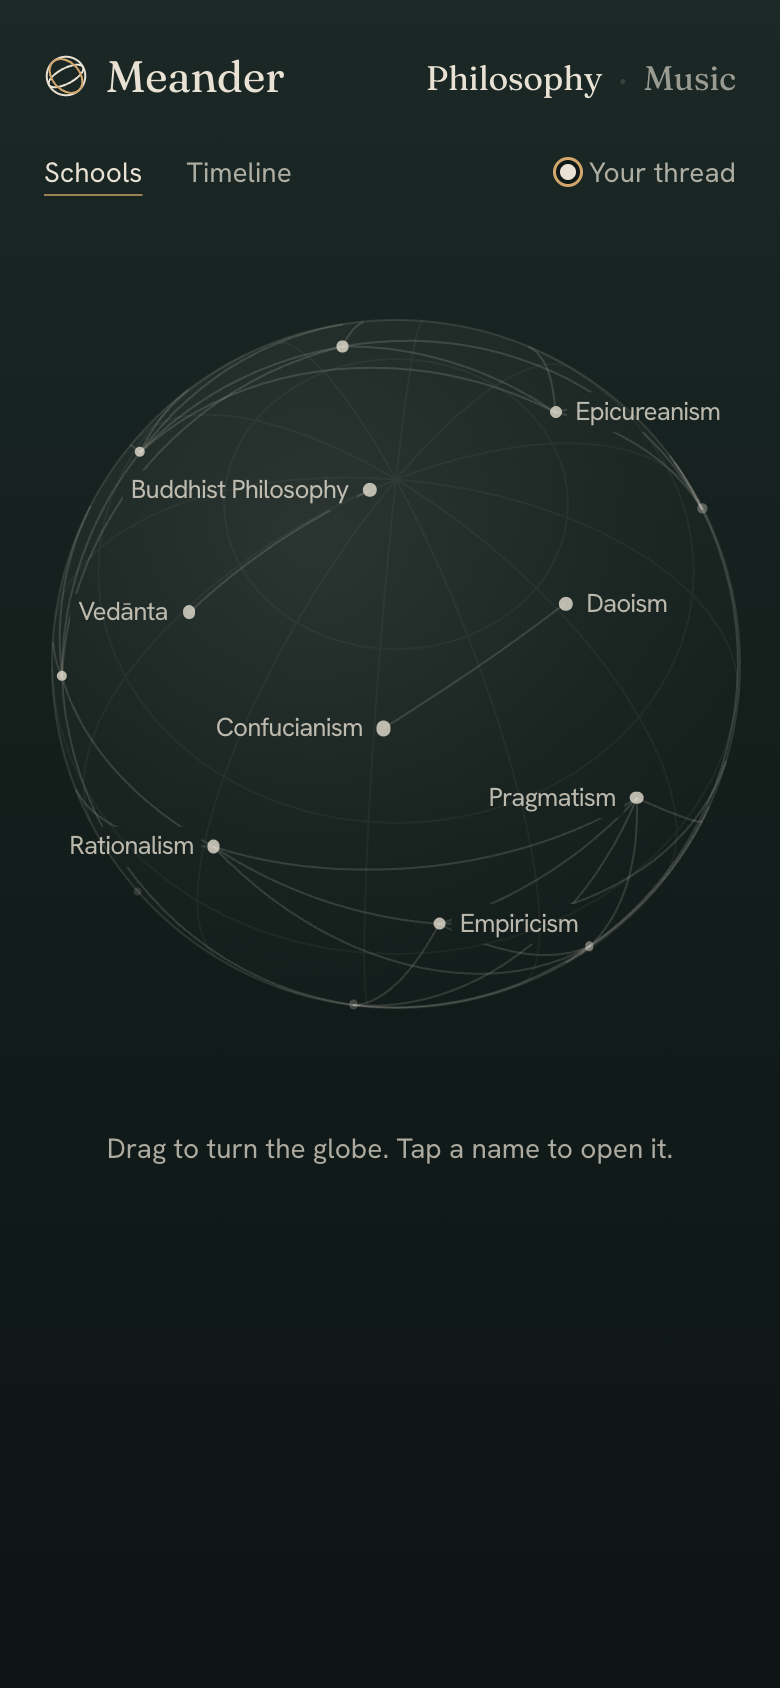 Meander
Philosophy · Music
Schools
Timeline
Your thread
Epicureanism
Buddhist Philosophy
Vedānta
Daoism
Confucianism
Pragmatism
Rationalism
Empiricism
Drag to turn the globe. Tap a name to open it.